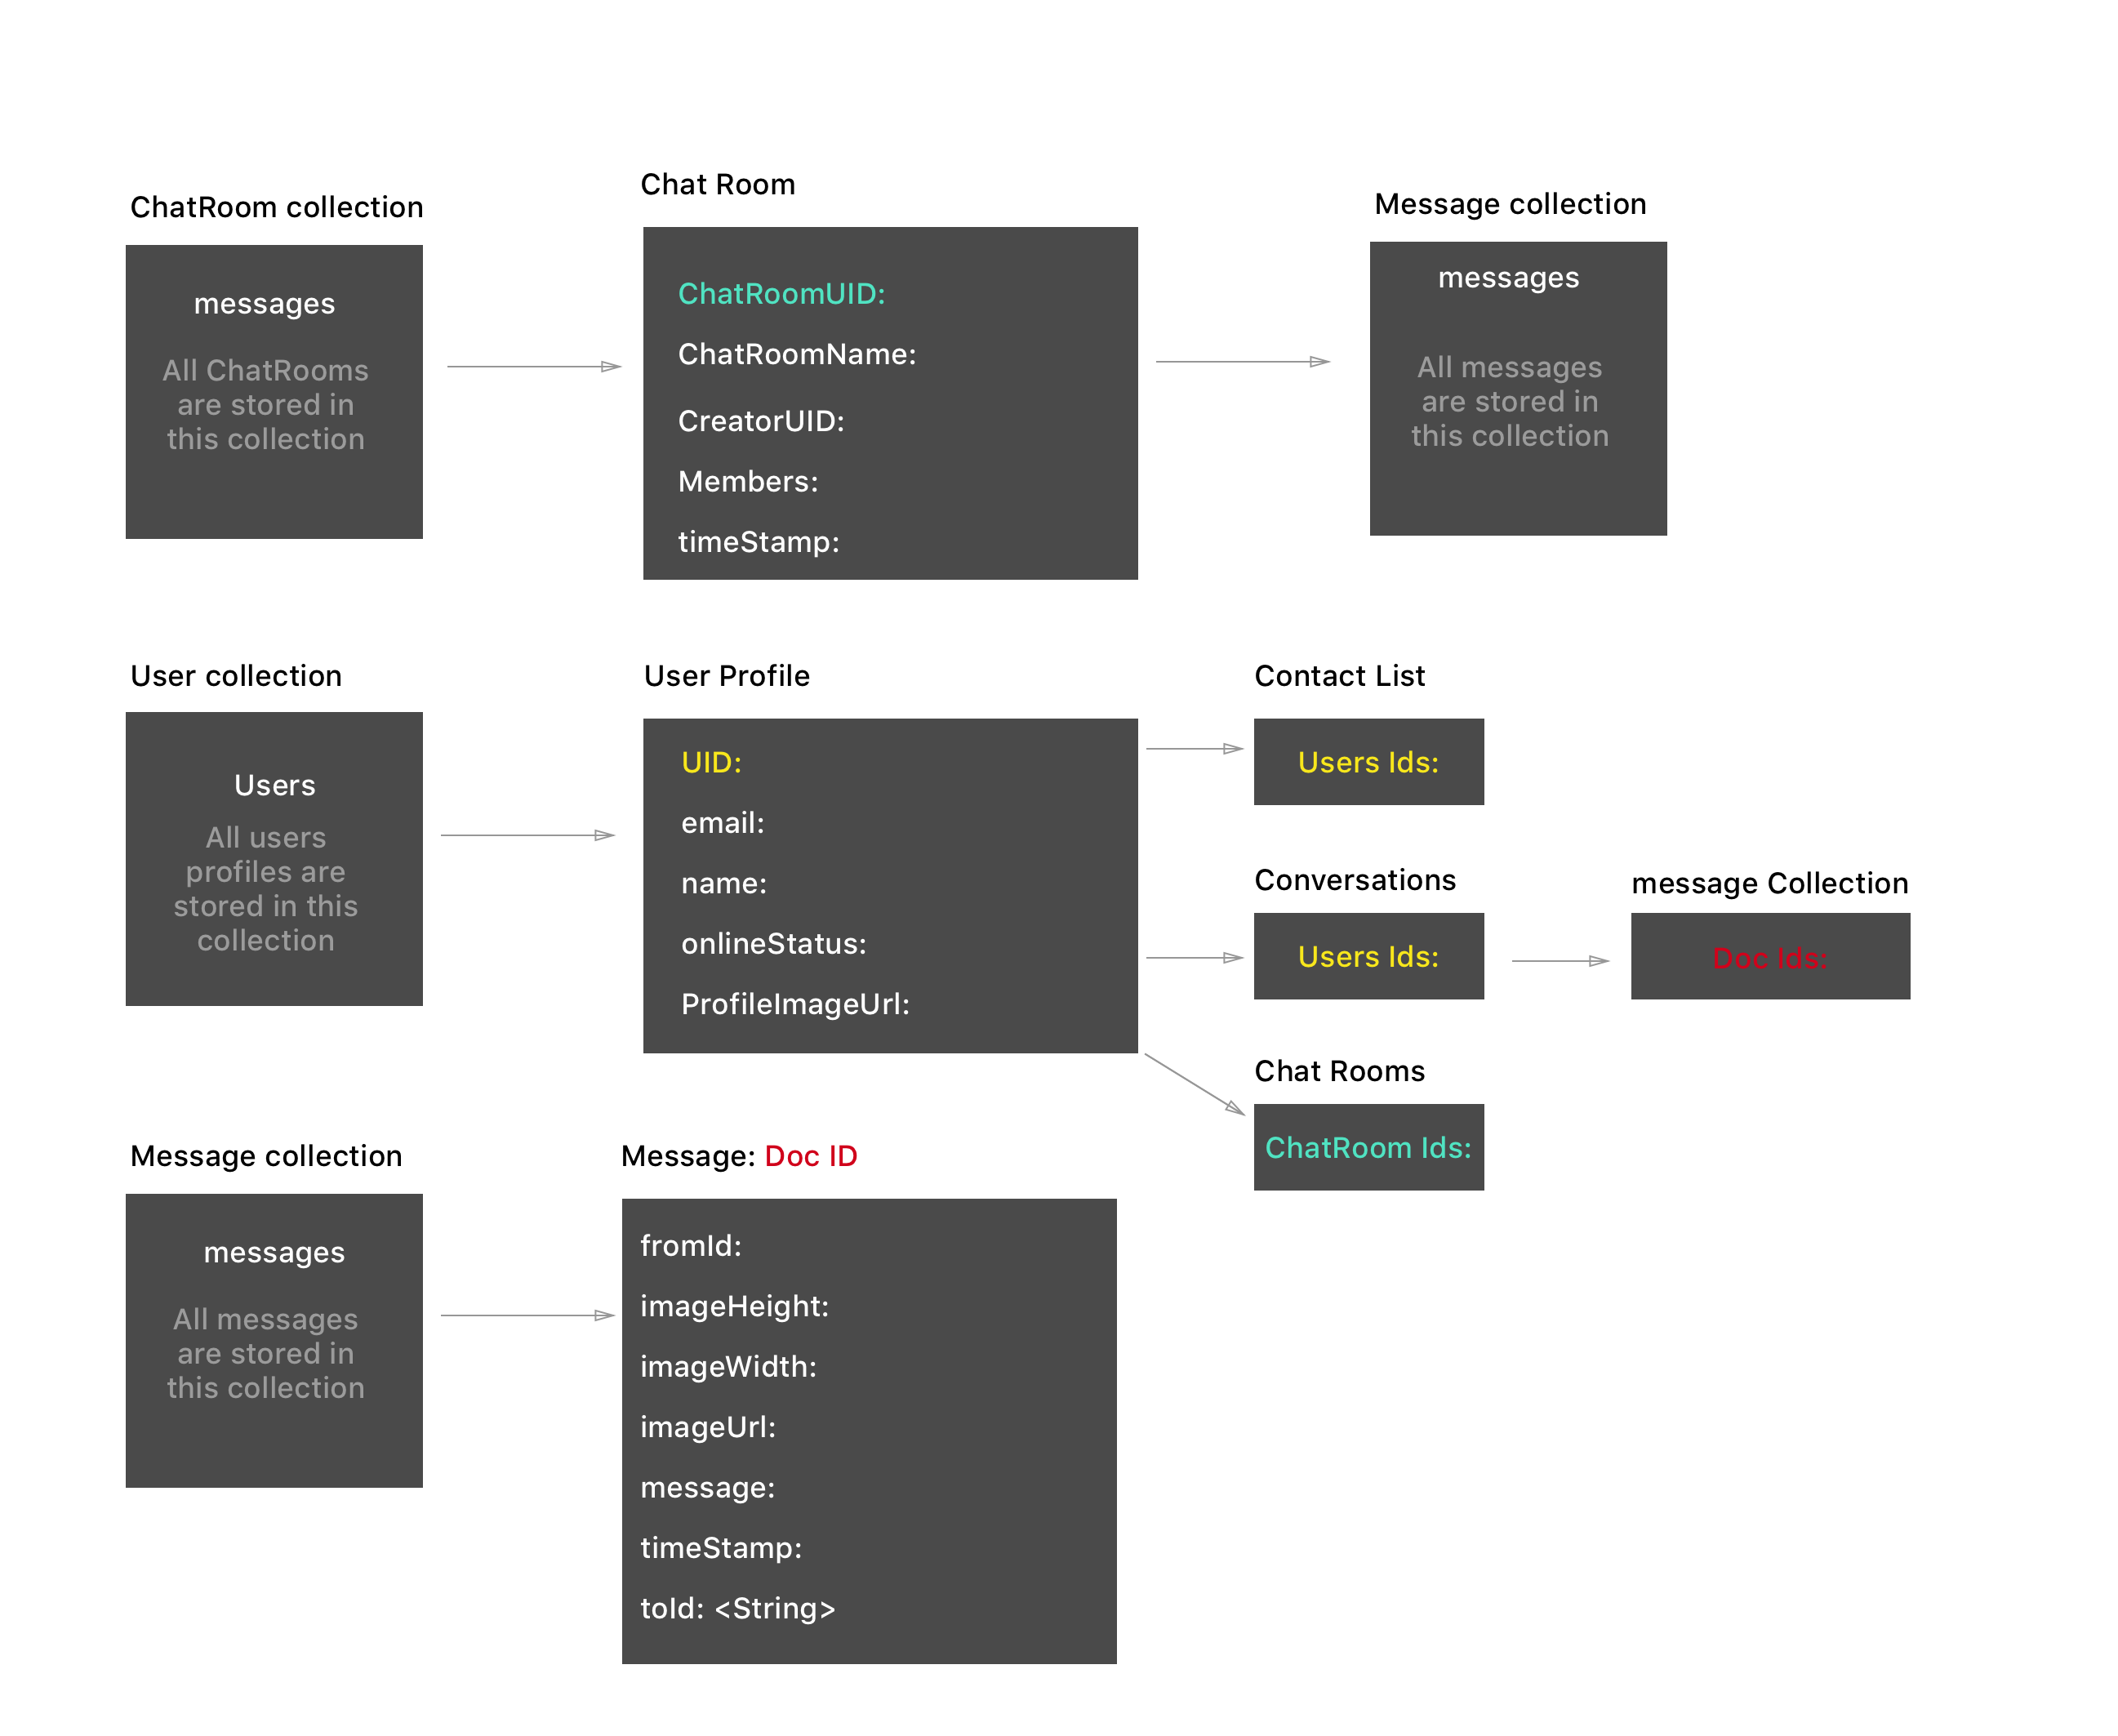 ChatRoom collection
messages
All ChatRooms
are stored in
this collection
Chat Room
ChatRoomUID:
ChatRoomName:
CreatorUID:
Members:
timeStamp:
Message collection
messages
All messages
are stored in
this collection
User collection
Users
All users
profiles are
stored in this
collection
User Profile
UID:
email:
name:
onlineStatus:
ProfileImageUrl:
Contact List
Users Ids:
Conversations
Users Ids:
message Collection
Doc Ids:
Chat Rooms
ChatRoom Ids:
Message collection
messages
All messages
are stored in
this collection
Message: Doc ID
fromId:
imageHeight:
imageWidth:
imageUrl:
message:
timeStamp:
toId: <String>